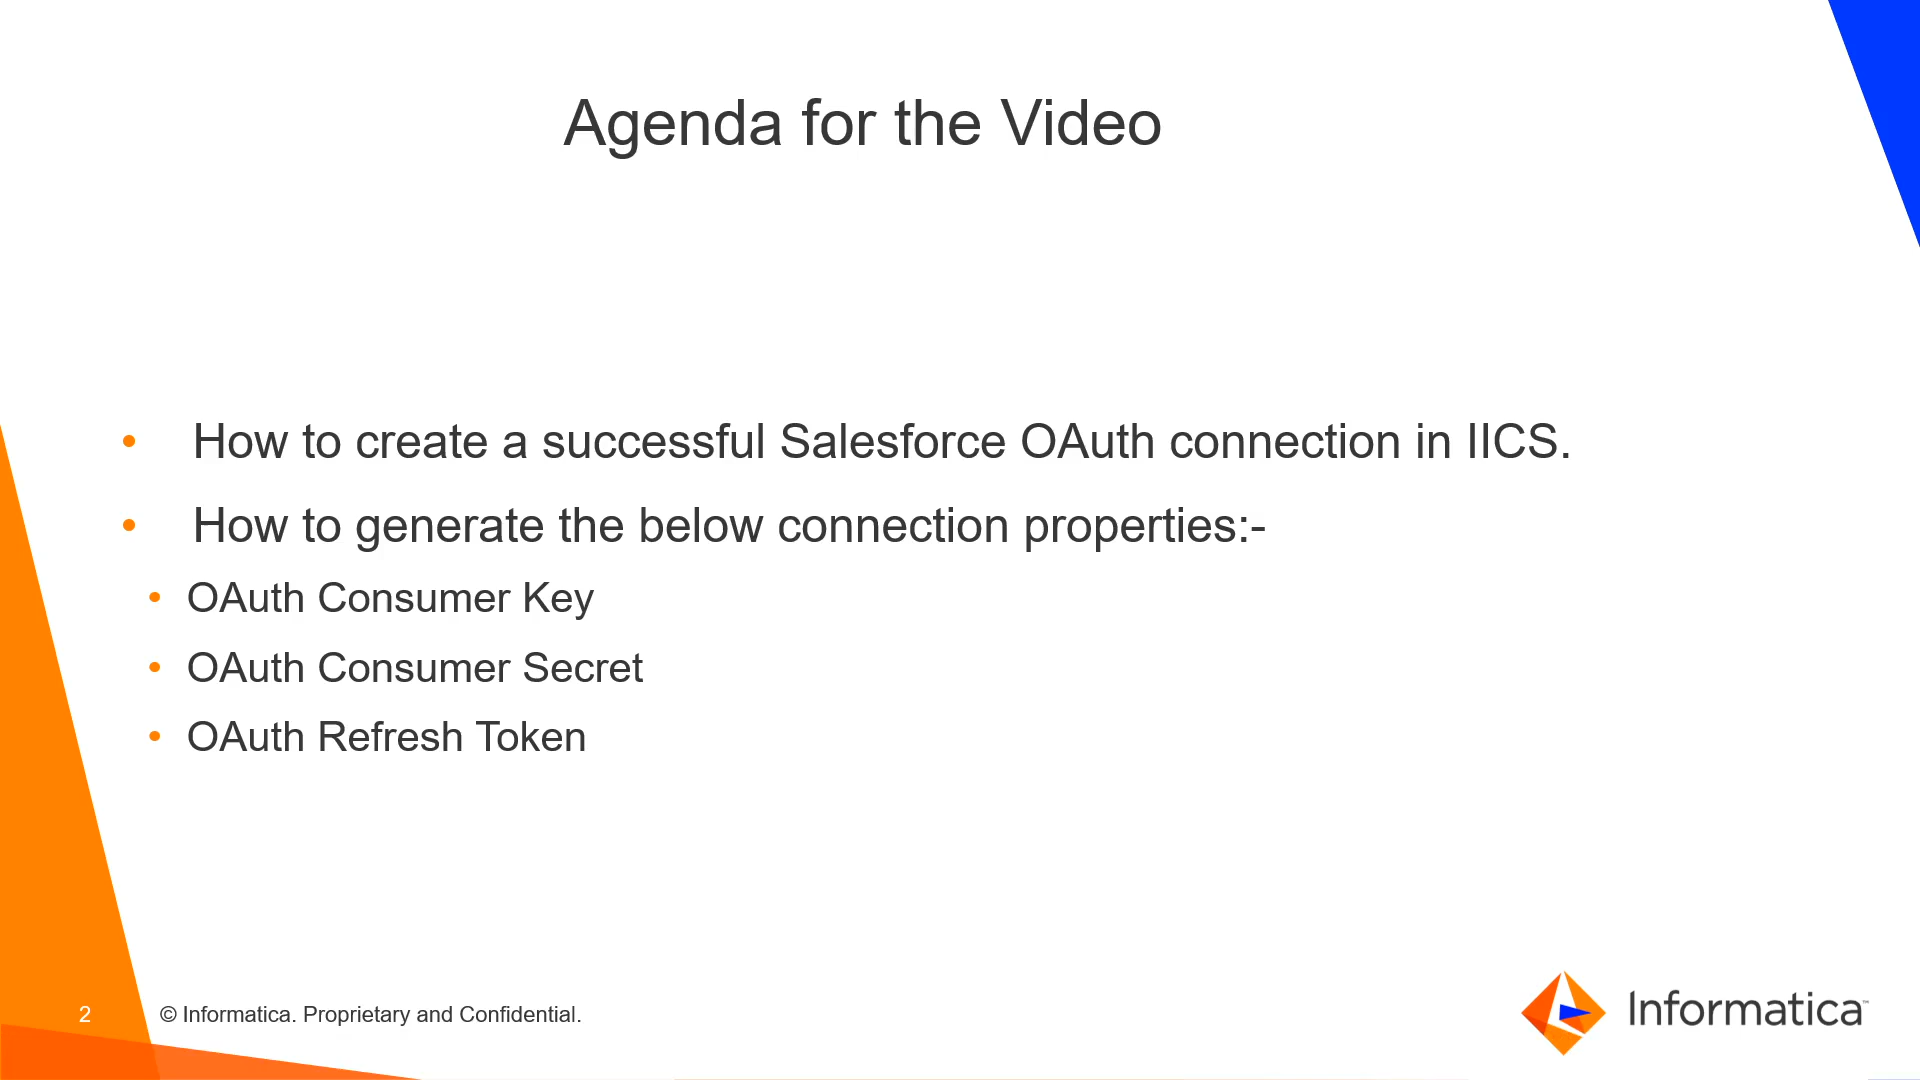 Agenda for the Video
• How to create a successful Salesforce OAuth connection in IICS.
• How to generate the below connection properties:-
• OAuth Consumer Key
• OAuth Consumer Secret
• OAuth Refresh Token
2
© Informatica. Proprietary and Confidential.
Informatica™